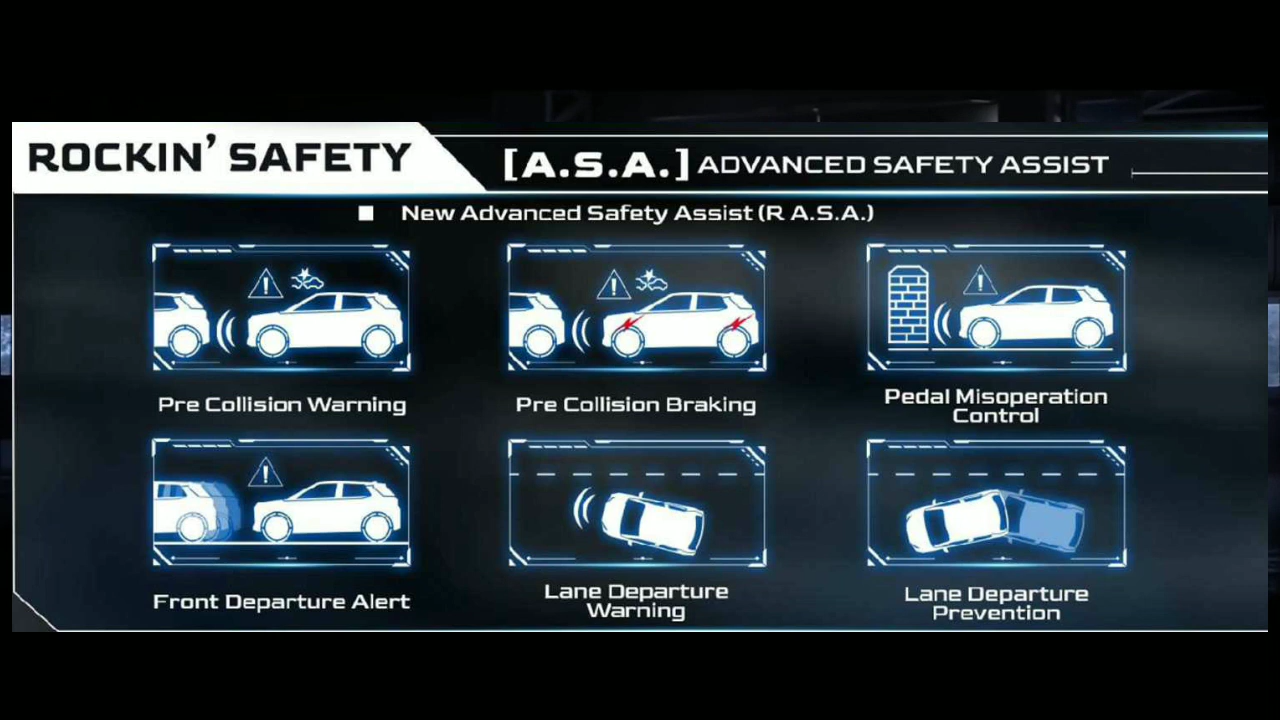 ROCKIN' SAFETY
[A.S.A.] ADVANCED SAFETY ASSIST
New Advanced Safety Assist (R A.S.A.)
Pre Collision Warning
Pre Collision Braking
Pedal Misoperation
Control
Front Departure Alert
Lane Departure
Warning
Lane Departure
Prevention